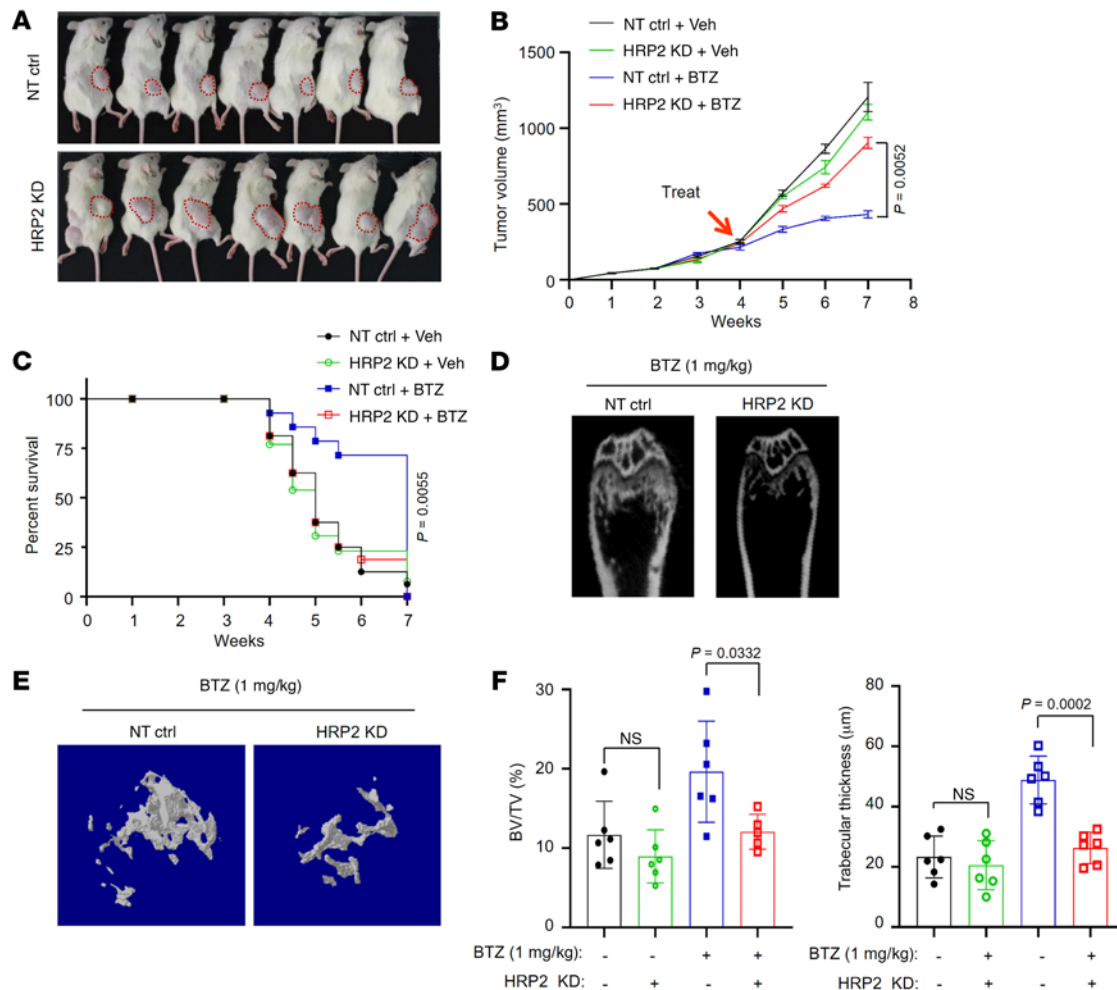 A
NT ctrl
HRP2 KD
B
NT ctrl + Veh
HRP2 KD + Veh
NT ctrl + BTZ
HRP2 KD + BTZ
Tumor volume (mm³)
1500
1000
500
0
Treat
P = 0.0052
0 1 2 3 4 5 6 7 8
Weeks
C
NT ctrl + Veh
HRP2 KD + Veh
NT ctrl + BTZ
HRP2 KD + BTZ
Percent survival
100
75
50
25
0
P = 0.0055
0 1 2 3 4 5 6 7
Weeks
D
BTZ (1 mg/kg)
NT ctrl HRP2 KD
E
BTZ (1 mg/kg)
NT ctrl HRP2 KD
F
BV/TV (%)
30
20
10
0
NS
P = 0.0332
BTZ (1 mg/kg): - - + +
HRP2 KD: - + - +
Trabecular thickness (μm)
80
60
40
20
0
NS
P = 0.0002
BTZ (1 mg/kg): - + - +
HRP2 KD: - + - +